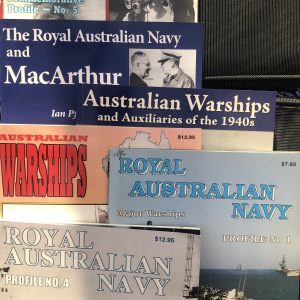 Commemorative
Profile — No. 5
The Royal Australian Navy
and
MacArthur
Ian
Australian Warships
and Auxiliaries of the 1940s
AUSTRALIAN
$12.95
WARSHIPS
ROYAL
$7.95
AUSTRALIAN
NAVY
Major Warships
PROFILE No. 1
ROYAL
$12.95
AUSTRALIAN
NAVY
PROFILE NO. 4